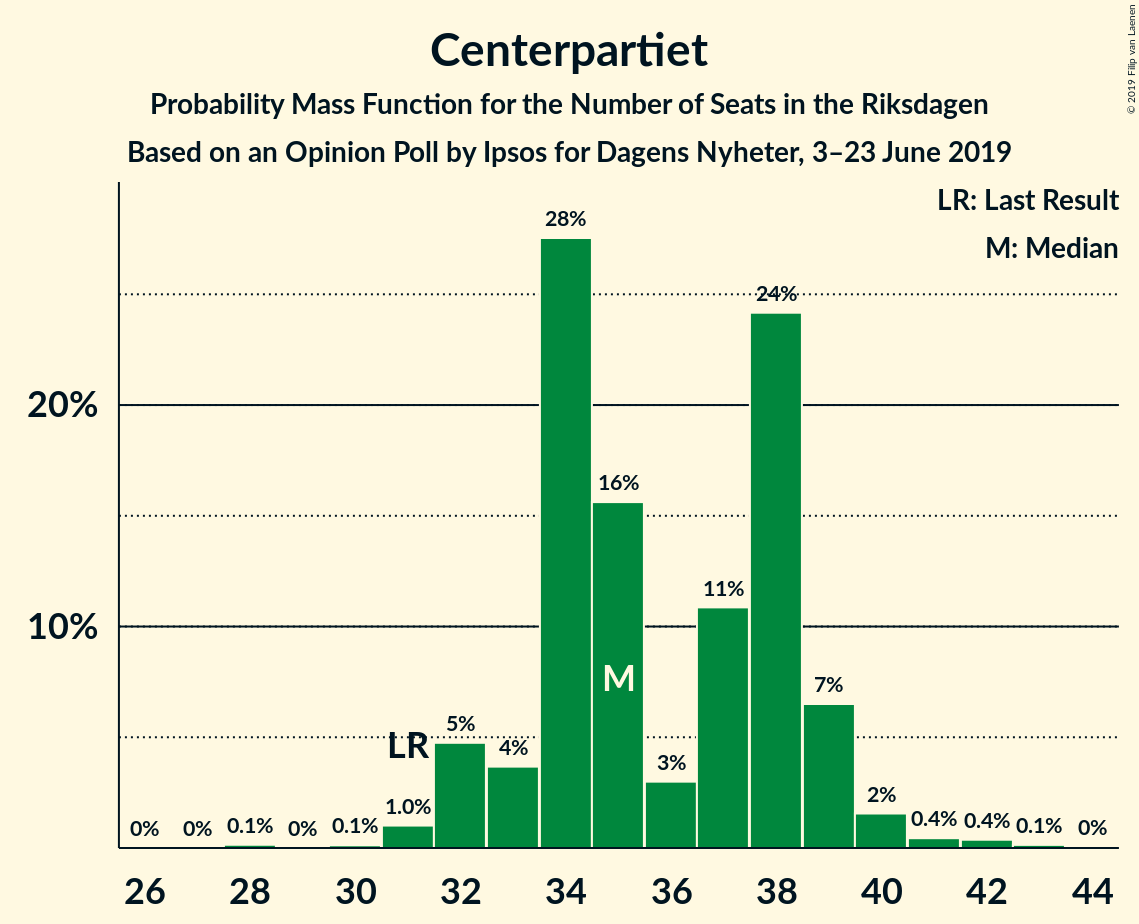 Centerpartiet
Probability Mass Function for the Number of Seats in the Riksdagen
Based on an Opinion Poll by Ipsos for Dagens Nyheter, 3–23 June 2019
© 2019 Filip van Laenen
LR: Last Result
M: Median
28%
24%
20%
16%
11%
10%
M
7%
LR
5%
4%
3%
2%
1.0%
0% 0% 0.1% 0% 0.1% 0.4% 0.4% 0.1% 0%
26 28 30 32 34 36 38 40 42 44